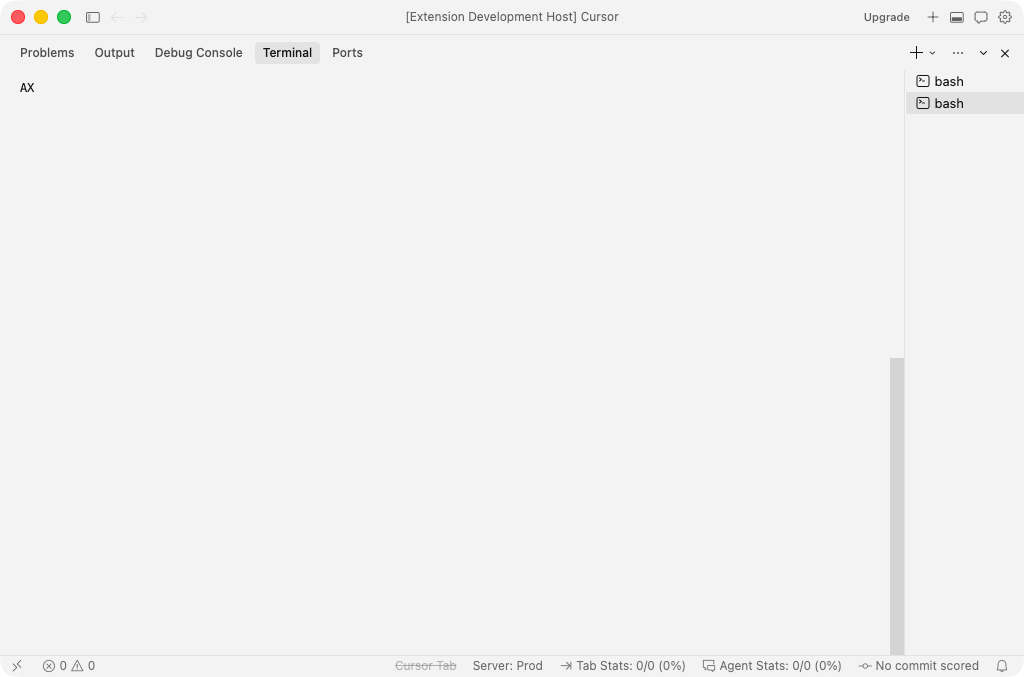 [Extension Development Host] Cursor
Upgrade
Problems Output Debug Console Terminal Ports
AX
bash
bash
0 0 Cursor Tab Server: Prod Tab Stats: 0/0 (0%) Agent Stats: 0/0 (0%) No commit scored